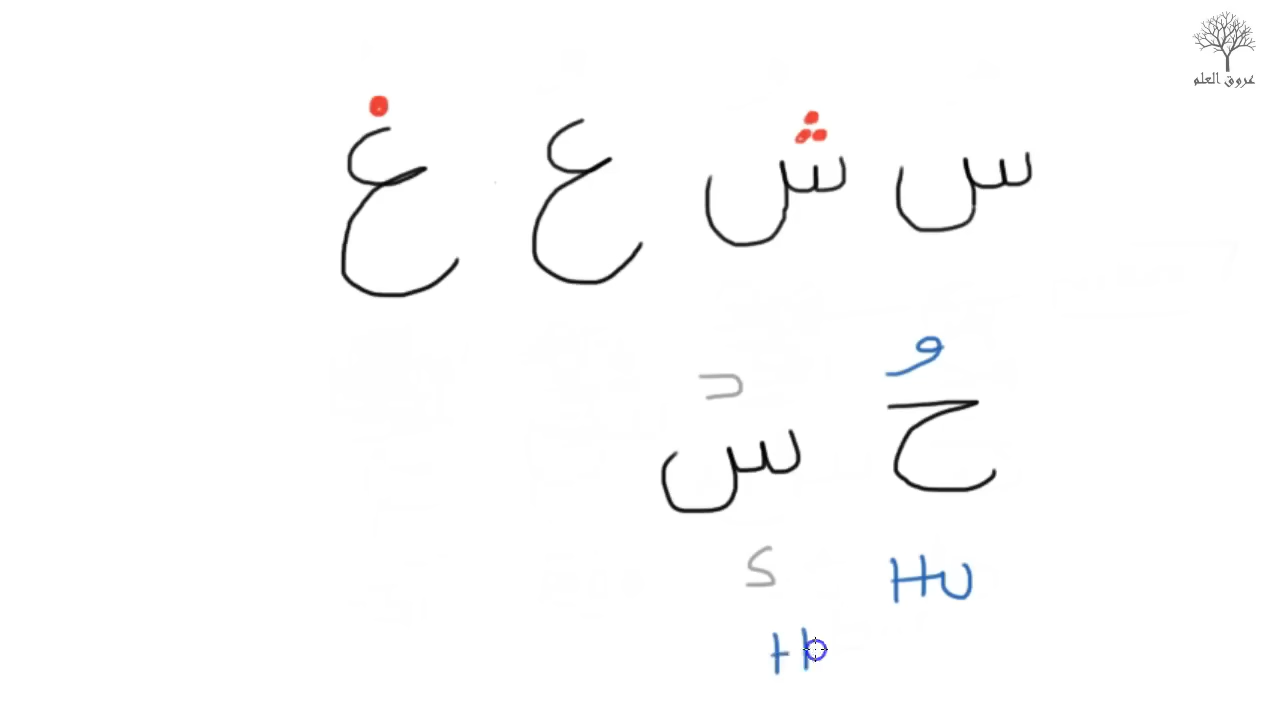 عروق العلم
س ش ع غ
حُ سْ
Hu s
H